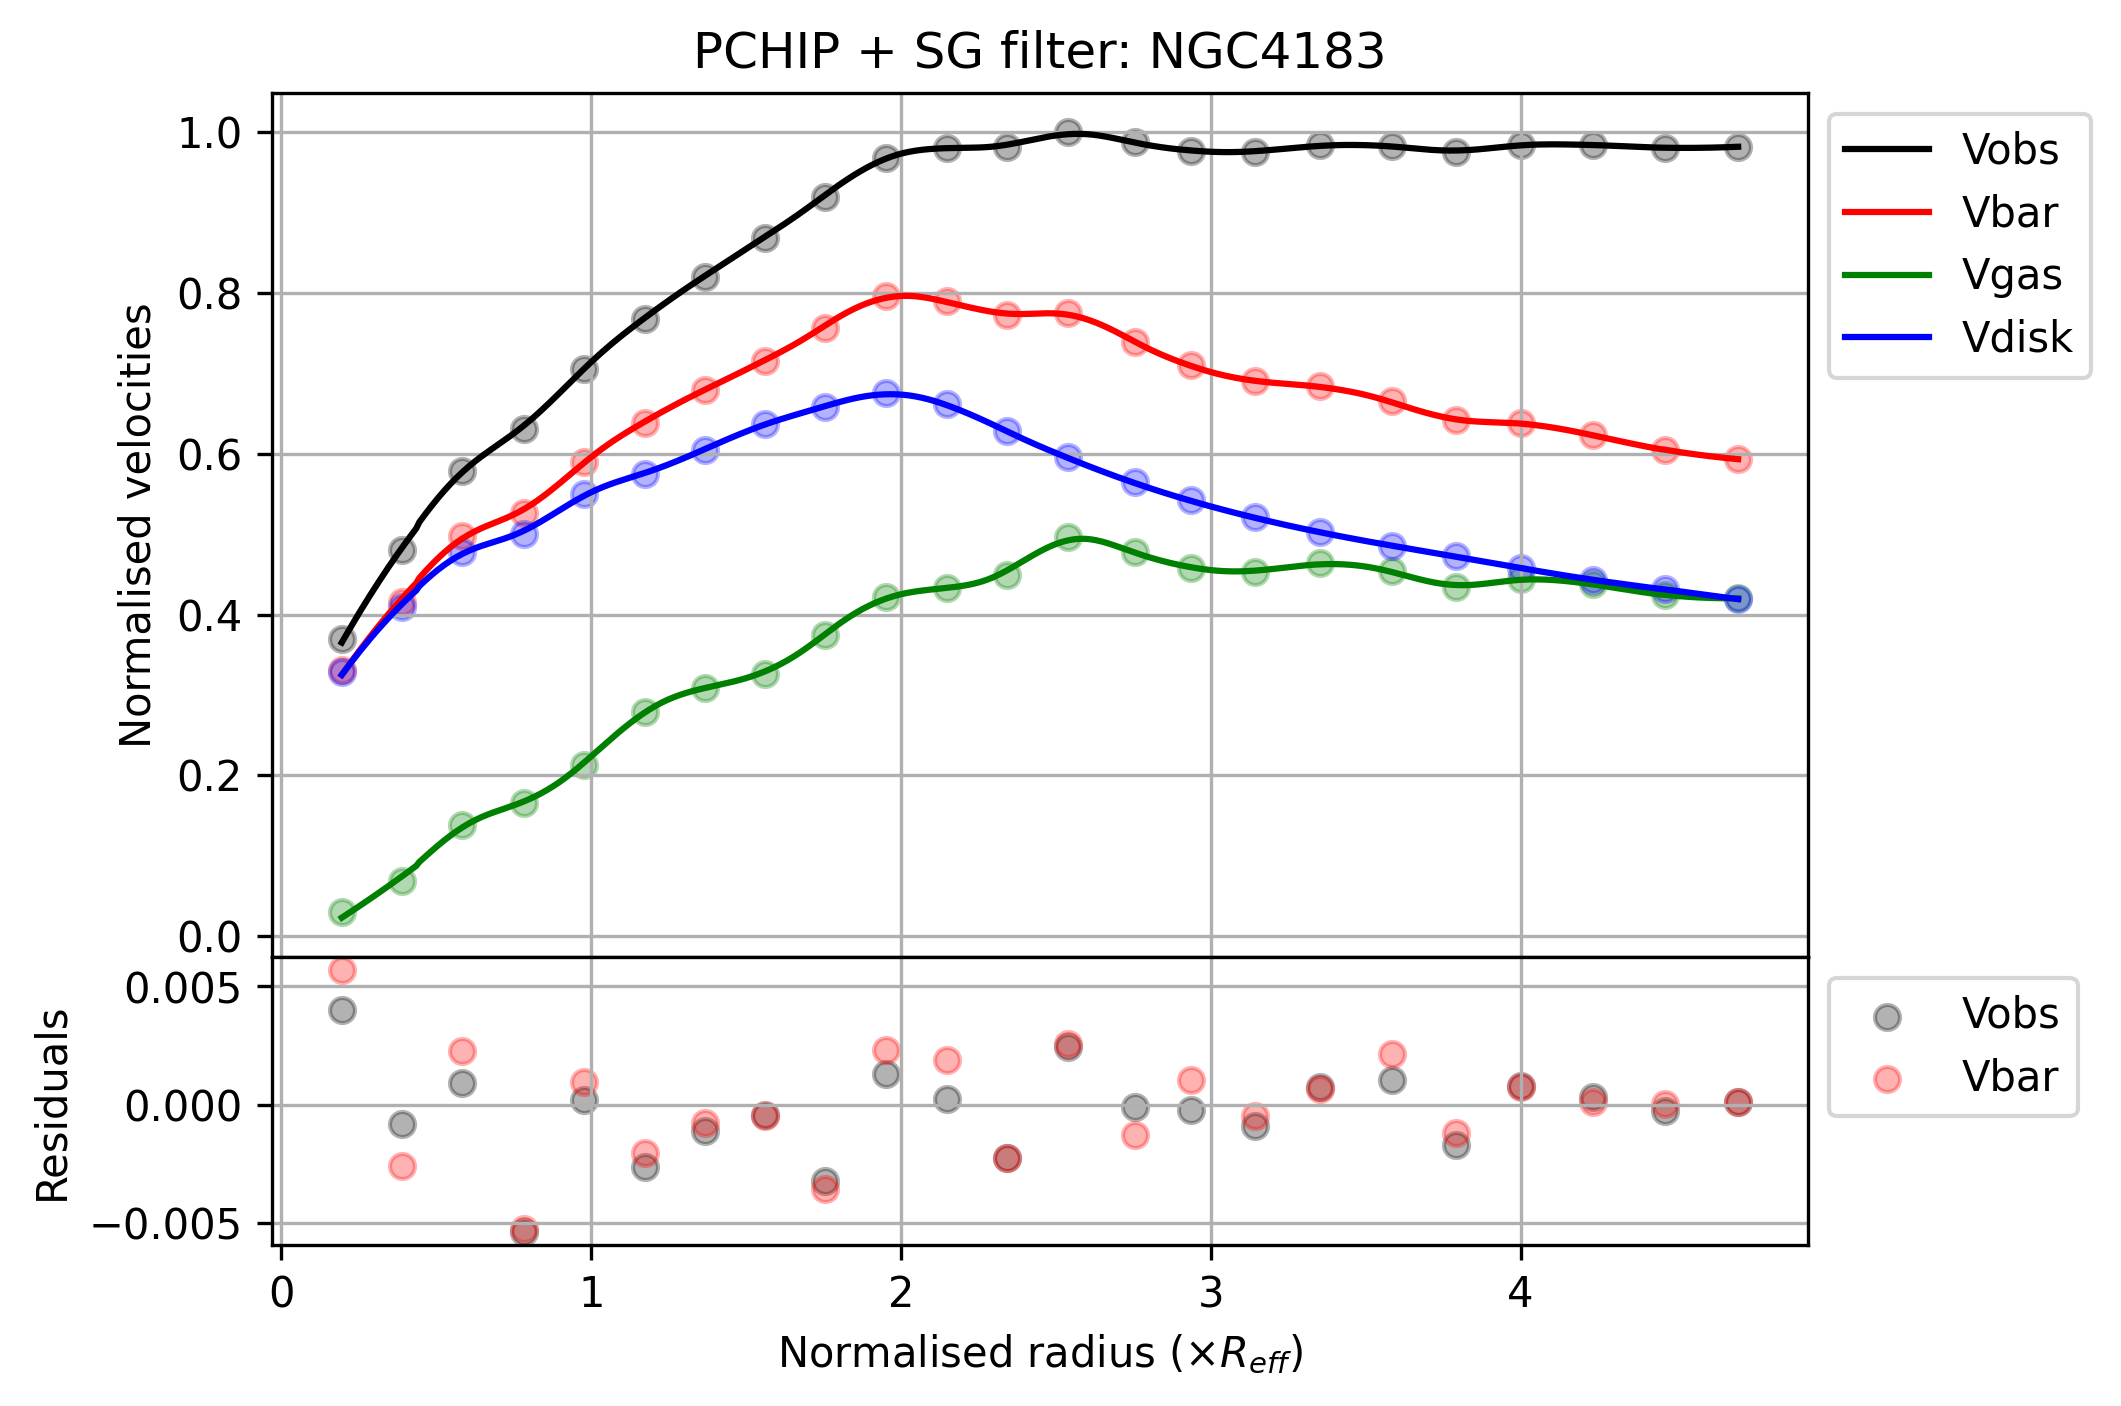 PCHIP + SG filter: NGC4183
Normalised velocities
1.0
0.8
0.6
0.4
0.2
0.0
Vobs
Vbar
Vgas
Vdisk
Residuals
0.005
0.000
−0.005
Vobs
Vbar
0 1 2 3 4
Normalised radius (×R_eff)